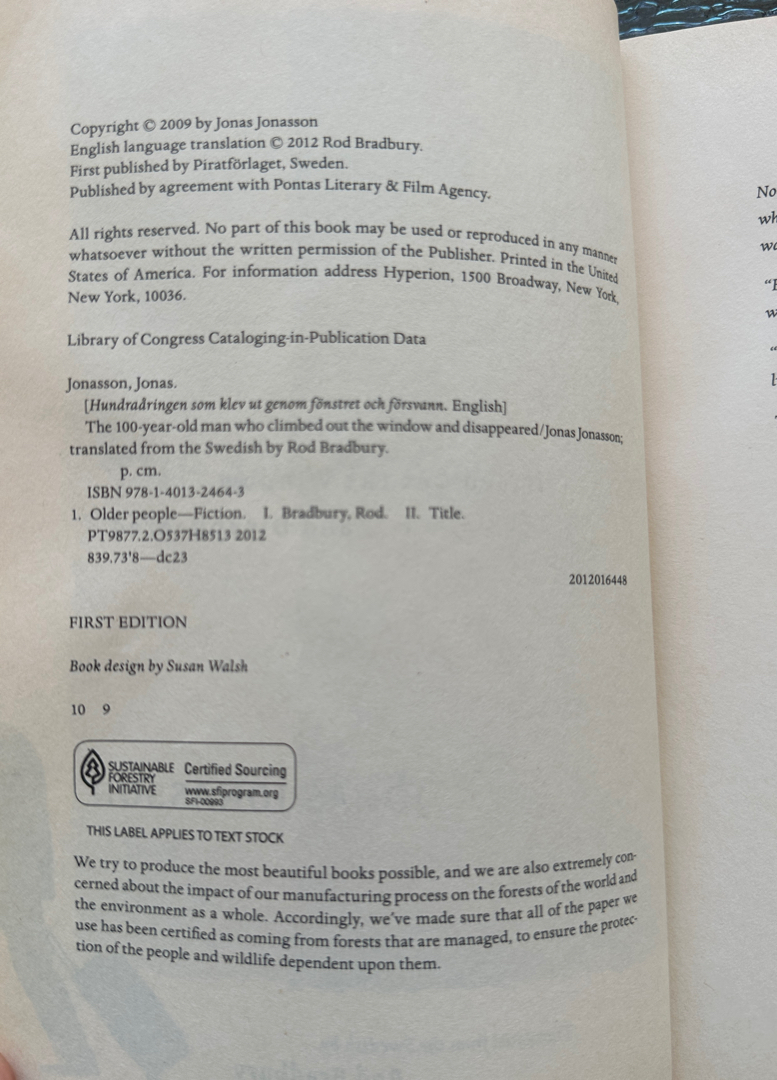 Copyright © 2009 by Jonas Jonasson
English language translation © 2012 Rod Bradbury.
First published by Piratförlaget, Sweden.
Published by agreement with Pontas Literary & Film Agency.
All rights reserved. No part of this book may be used or reproduced in any manner
whatsoever without the written permission of the Publisher. Printed in the United
States of America. For information address Hyperion, 1500 Broadway, New York,
New York, 10036.
Library of Congress Cataloging-in-Publication Data
Jonasson, Jonas.
[Hundraåringen som klev ut genom fönstret och försvann. English]
The 100-year-old man who climbed out the window and disappeared/Jonas Jonasson;
translated from the Swedish by Rod Bradbury.
p. cm.
ISBN 978-1-4013-2464-3
1. Older people—Fiction. I. Bradbury, Rod. II. Title.
PT9877.2.O537H8513 2012
839.73'8—dc23
2012016448
FIRST EDITION
Book design by Susan Walsh
10 9
SUSTAINABLE
FORESTRY
INITIATIVE
Certified Sourcing
www.sfiprogram.org
SFI-00993
THIS LABEL APPLIES TO TEXT STOCK
We try to produce the most beautiful books possible, and we are also extremely con-
cerned about the impact of our manufacturing process on the forests of the world and
the environment as a whole. Accordingly, we've made sure that all of the paper we
use has been certified as coming from forests that are managed, to ensure the protec-
tion of the people and wildlife dependent upon them.